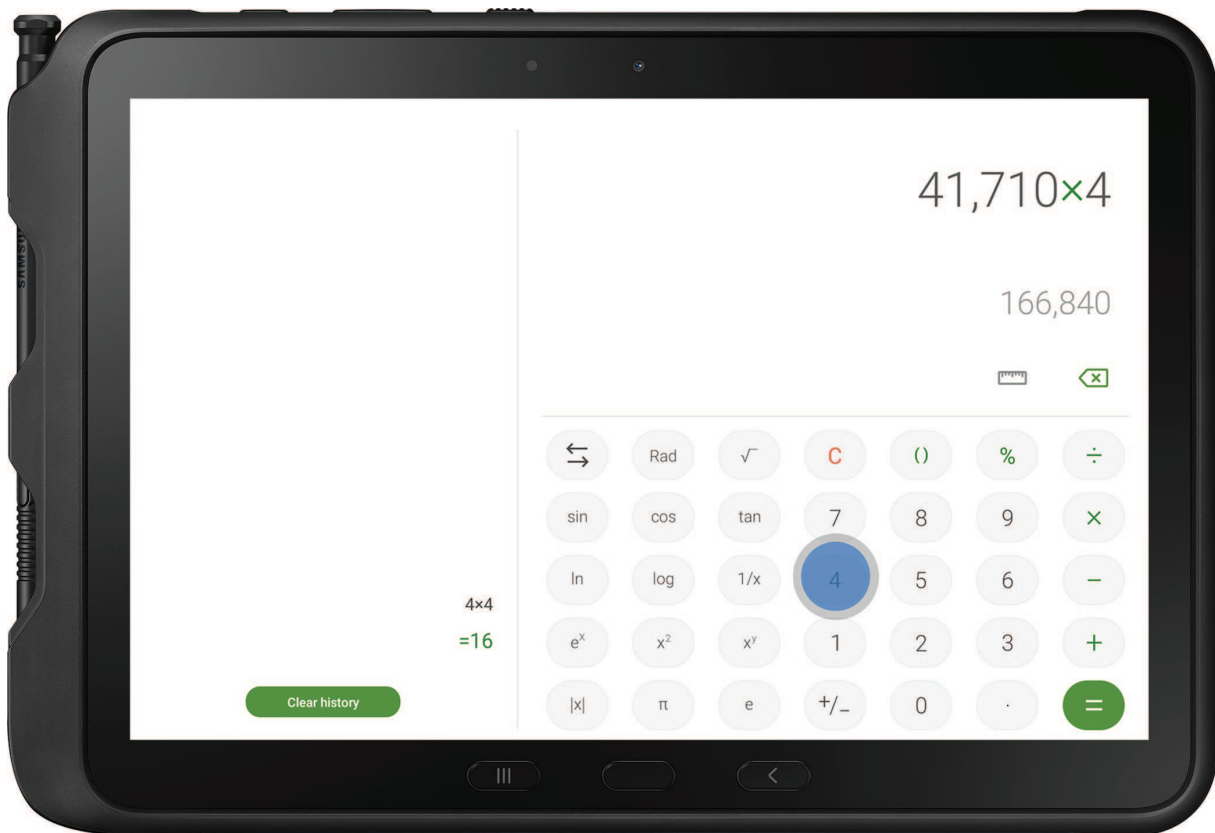 41,710×4
166,840
Rad √ C () % ÷
sin cos tan 7 8 9 ×
ln log 1/x 4 5 6 −
4×4
=16
eˣ x² xʸ 1 2 3 +
Clear history
|x| π e +/− 0 . =
SAMSU